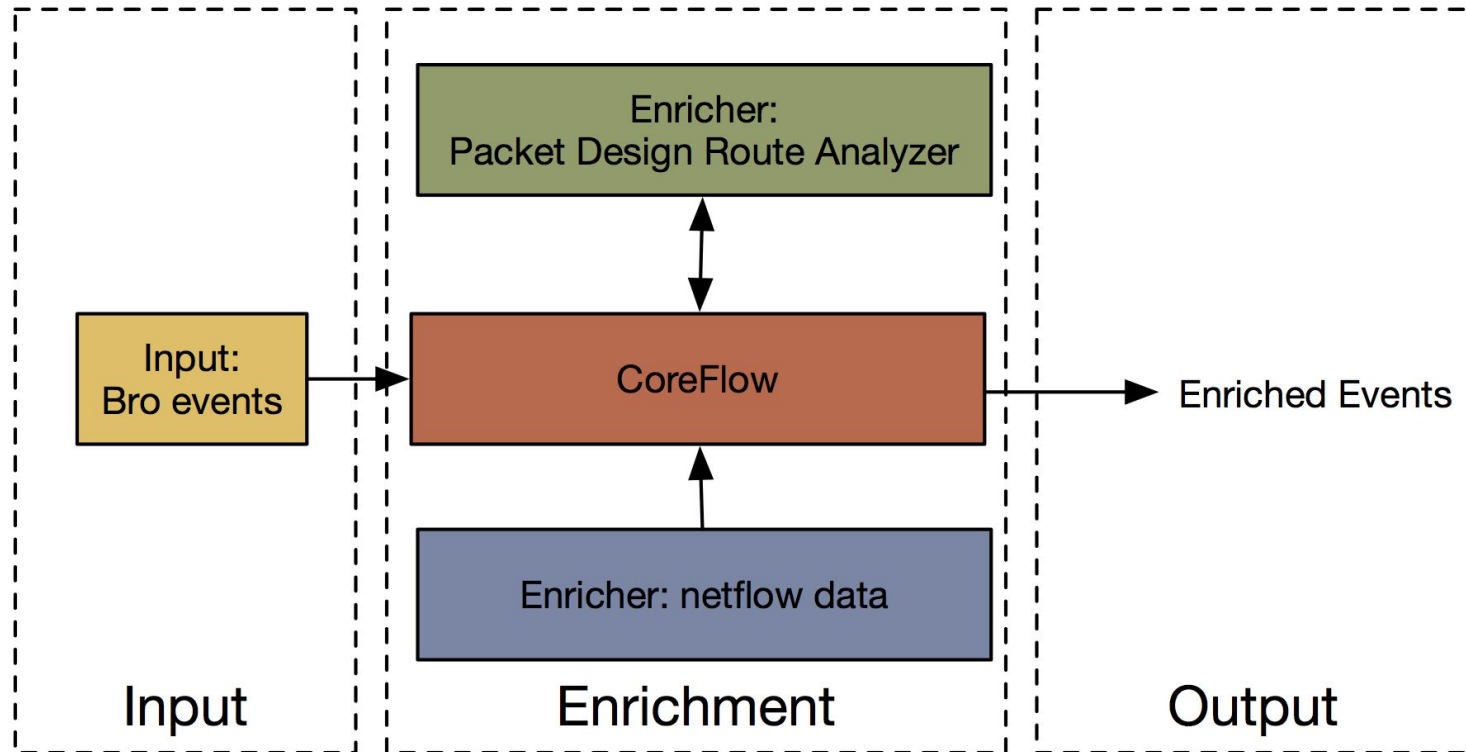 Enricher:
Packet Design Route Analyzer
Input:
Bro events
CoreFlow
Enriched Events
Enricher: netflow data
Input
Enrichment
Output